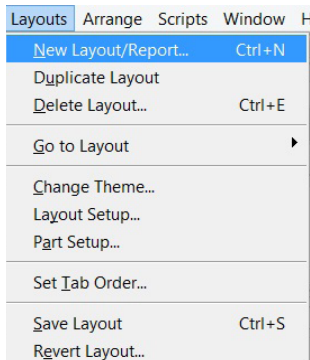 Layouts Arrange Scripts Window
New Layout/Report... Ctrl+N
Duplicate Layout
Delete Layout... Ctrl+E
Go to Layout
Change Theme...
Layout Setup...
Part Setup...
Set Tab Order...
Save Layout Ctrl+S
Revert Layout...